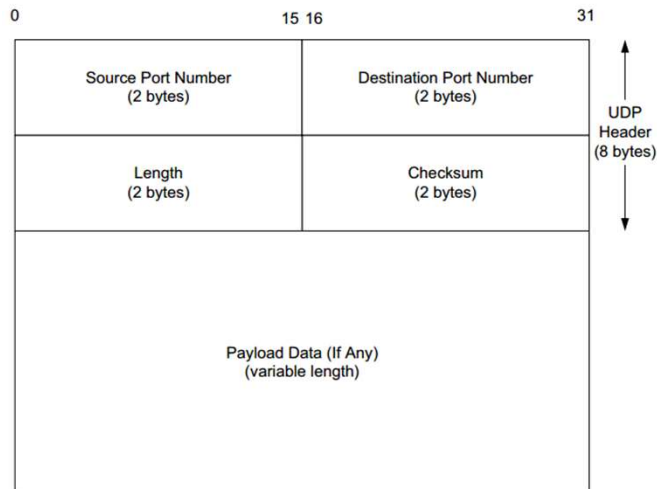 0 15 16 31
Source Port Number
(2 bytes)
Destination Port Number
(2 bytes)
UDP
Header
(8 bytes)
Length
(2 bytes)
Checksum
(2 bytes)
Payload Data (If Any)
(variable length)